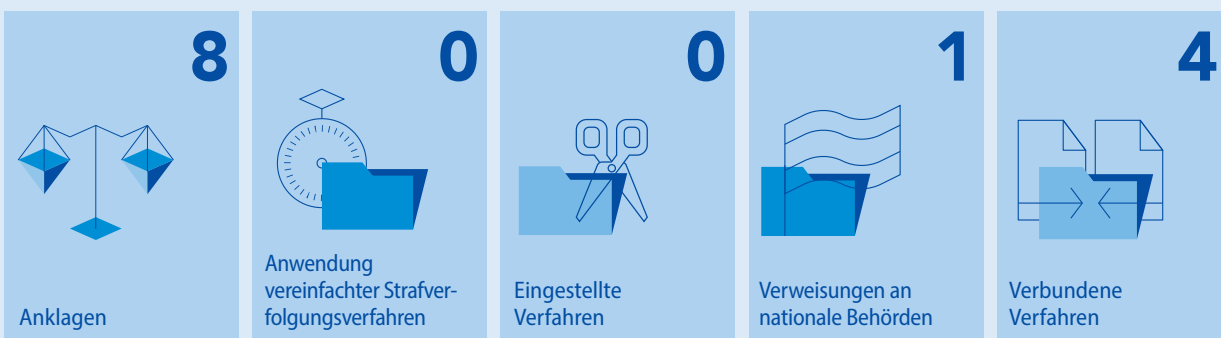 8
Anklagen
0
Anwendung
vereinfachter Strafver-
folgungsverfahren
0
Eingestellte
Verfahren
1
Verweisungen an
nationale Behörden
4
Verbundene
Verfahren